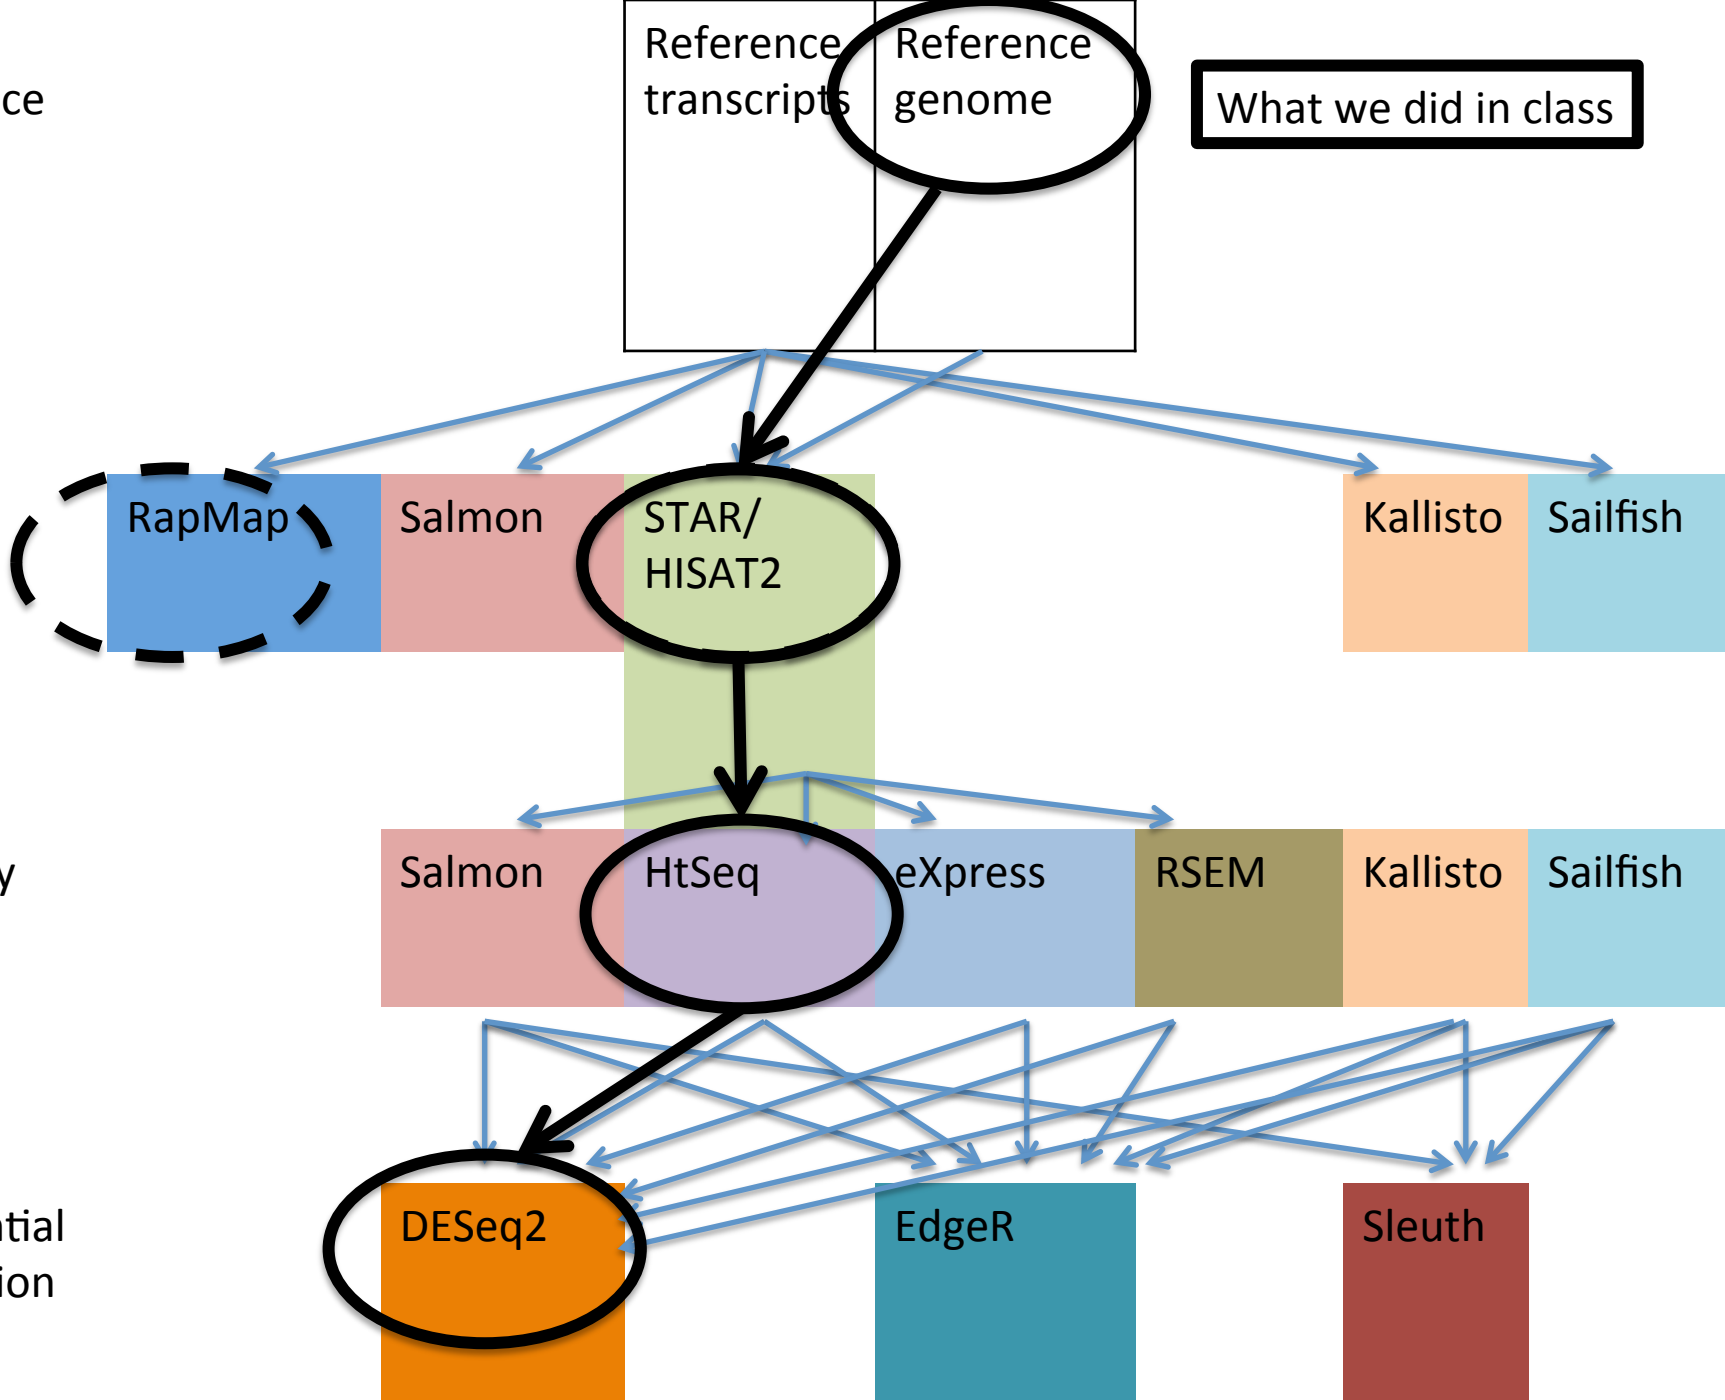 Reference Reference
transcripts genome
ce
What we did in class
RapMap Salmon STAR/ Kallisto Sailfish
HISAT2
y
Salmon HtSeq eXpress RSEM Kallisto Sailfish
tial
ion
DESeq2 EdgeR Sleuth